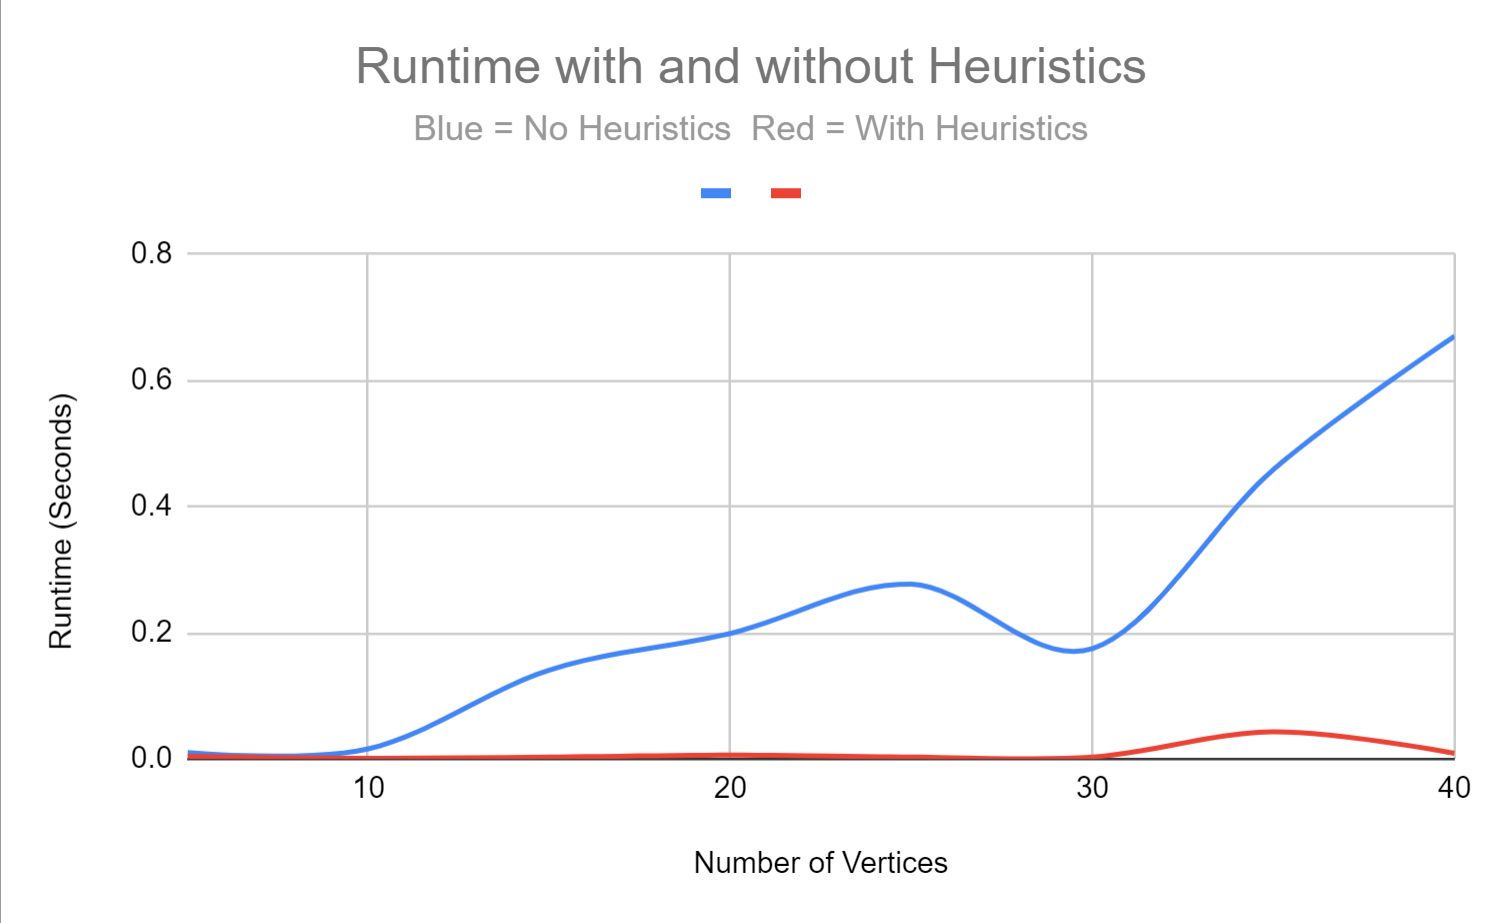 Runtime with and without Heuristics
Blue = No Heuristics  Red = With Heuristics
0.8
0.6
0.4
0.2
0.0
Runtime (Seconds)
10 20 30 40
Number of Vertices